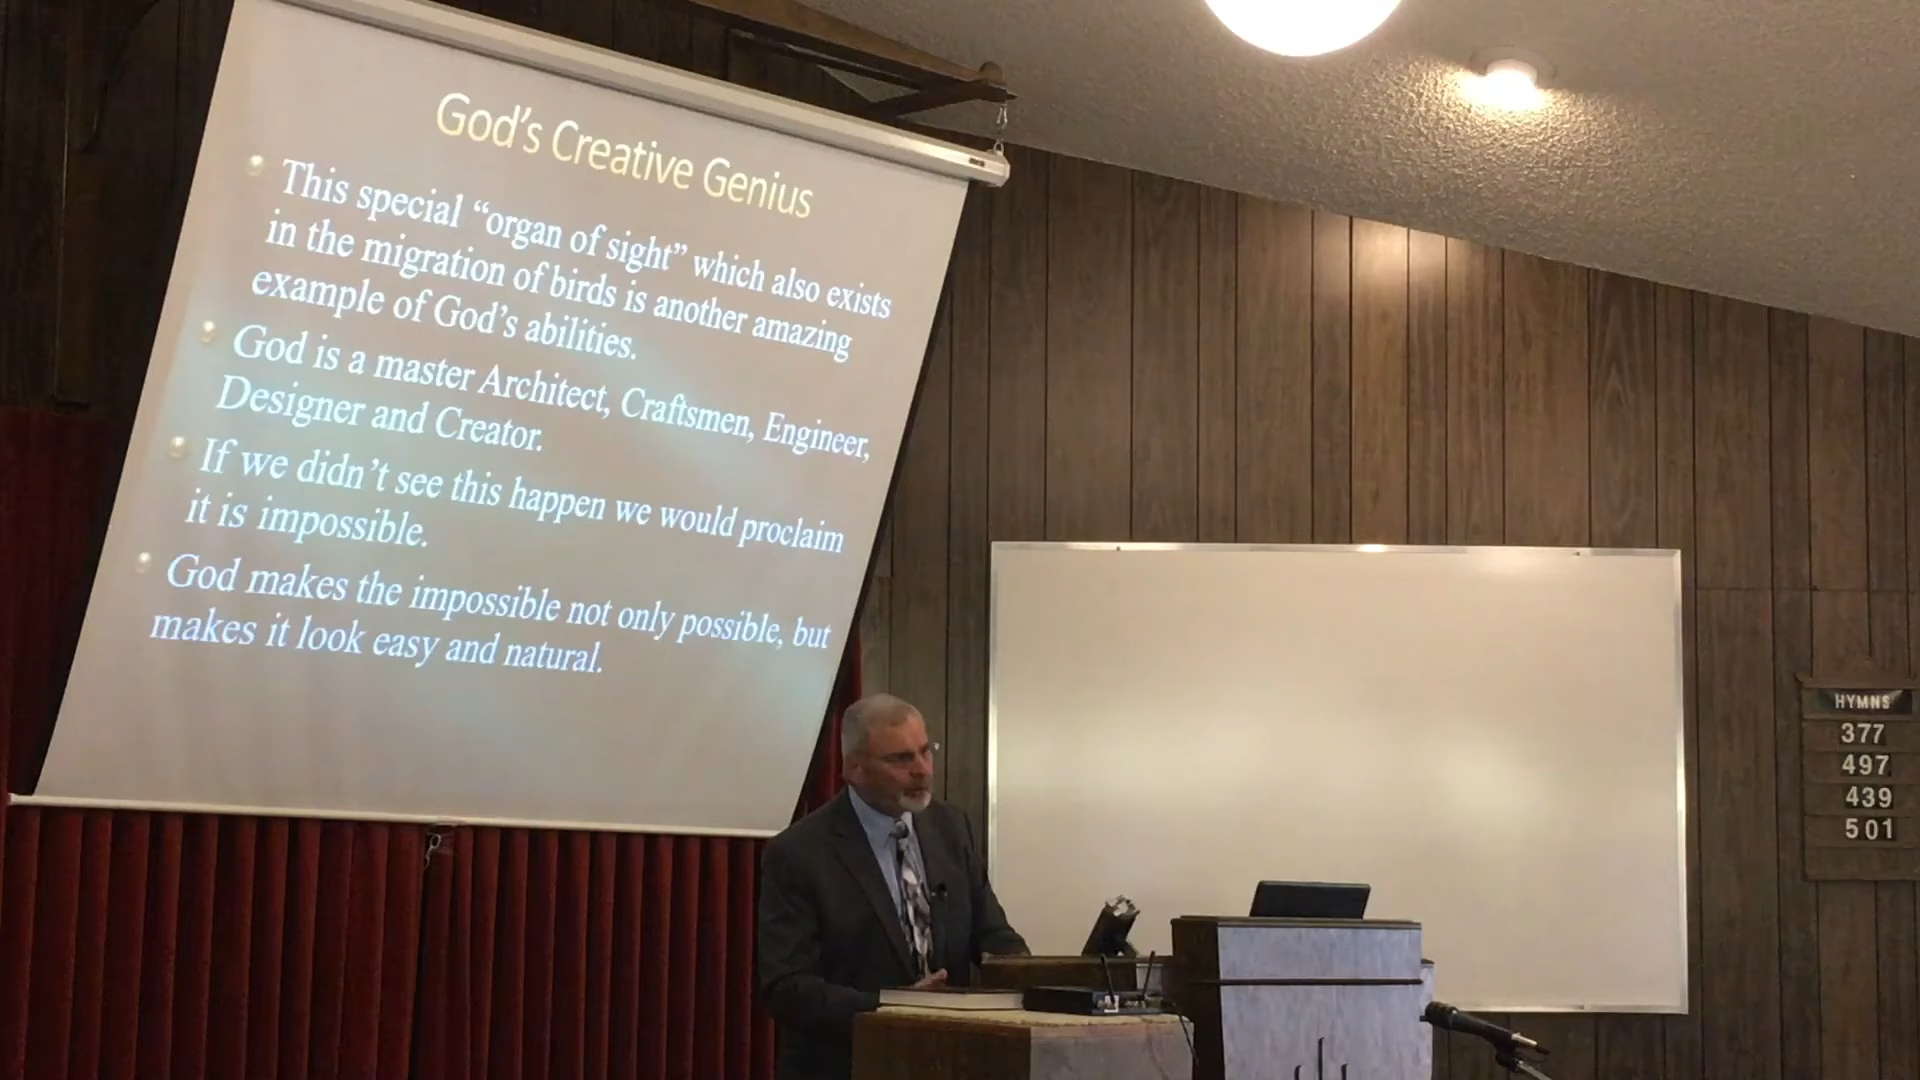 God's Creative Genius
This special "organ of sight" which also exists
in the migration of birds is another amazing
example of God's abilities.
God is a master Architect, Craftsmen, Engineer,
Designer and Creator.
If we didn't see this happen we would proclaim
it is impossible.
God makes the impossible not only possible, but
makes it look easy and natural.
HYMNS
377
497
439
501